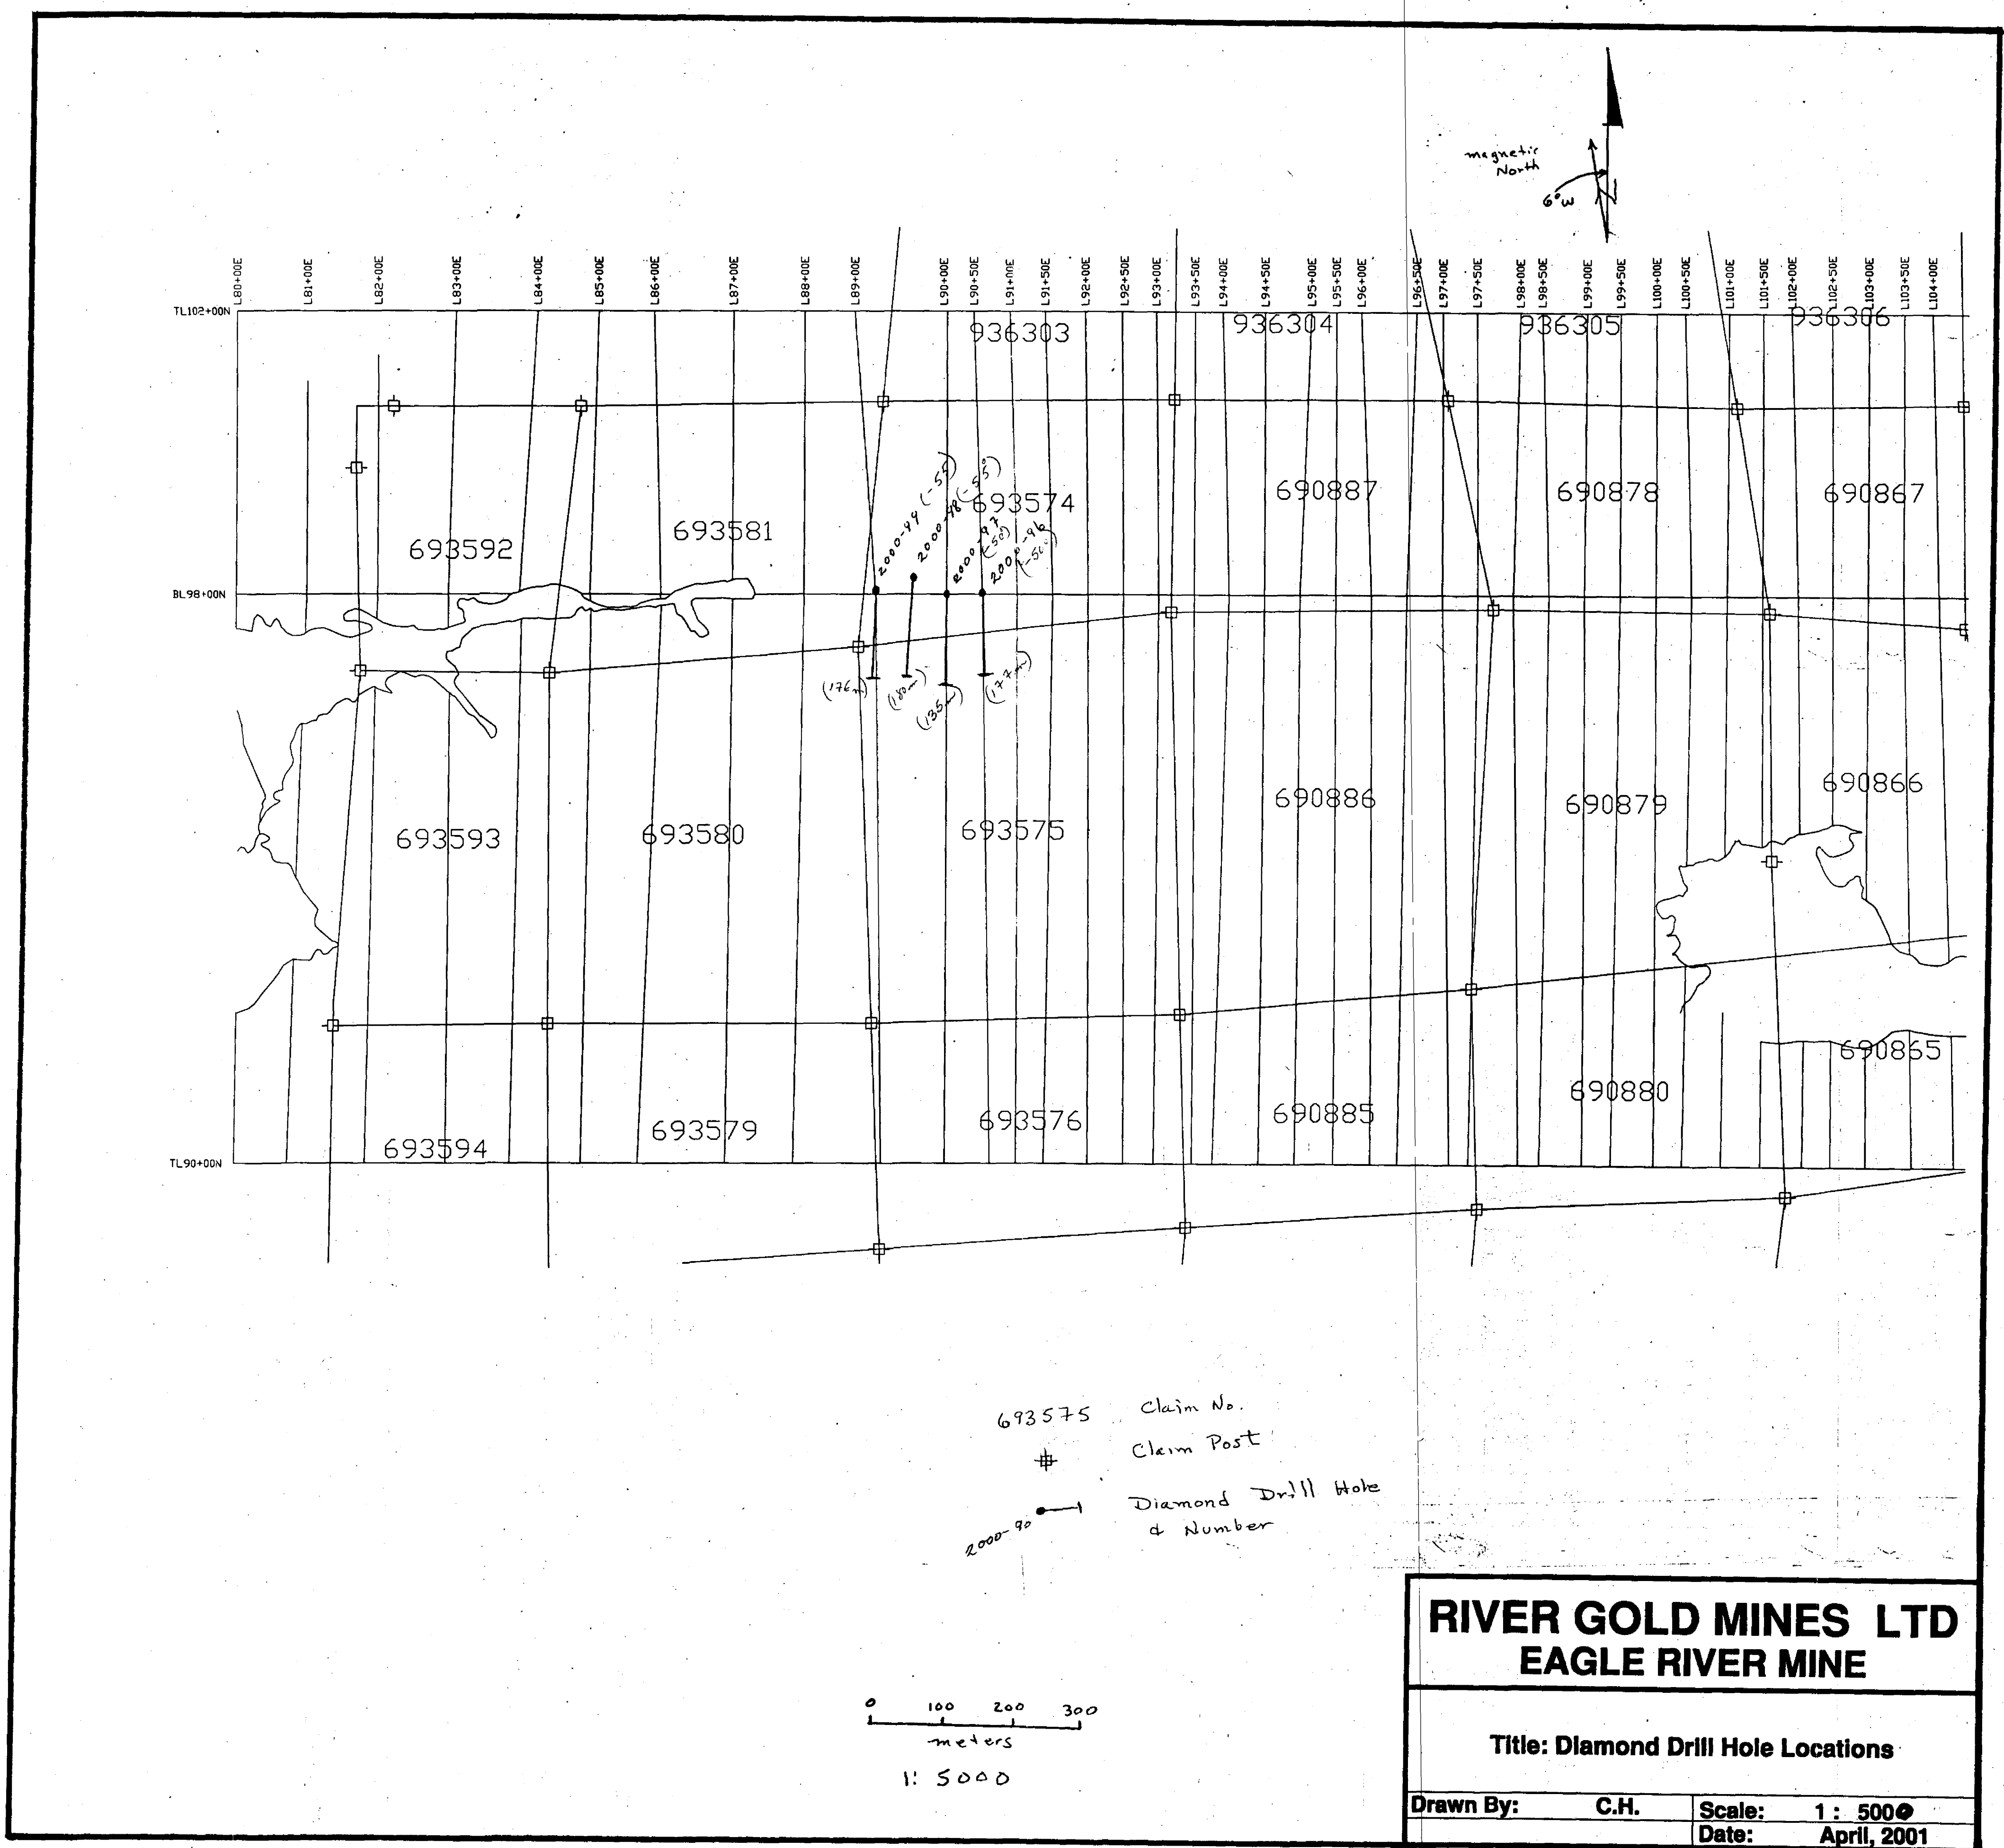 magnetic
North
6°W
L80+00E
L81+00E
L82+00E
L83+00E
L84+00E
L85+00E
L86+00E
L87+00E
L88+00E
L89+00E
L90+00E
L90+50E
L91+00E
L91+50E
L92+00E
L92+50E
L93+00E
L93+50E
L94+00E
L94+50E
L95+00E
L95+50E
L96+00E
L96+50E
L97+00E
L97+50E
L98+00E
L98+50E
L99+00E
L99+50E
L100+00E
L100+50E
L101+00E
L101+50E
L102+00E
L102+50E
L103+00E
L103+50E
L104+00E
TL102+00N
936303
936304
936305
936306
693592
693581
693574
690887
690878
690867
(-55)
(-55°)
(-50)
BL98+00N
(176m)
(180m)
(135m)
(177m)
693593
693580
693575
690886
690879
690866
693594
693579
693576
690885
690880
690865
TL90+00N
693575 Claim No.
Claim Post
Diamond Drill Hole
& Number
2000-90
0 100 200 300
meters
1: 5000
RIVER GOLD MINES LTD
EAGLE RIVER MINE
Title: Diamond Drill Hole Locations
Drawn By: C.H.
Scale: 1 : 5000
Date: April, 2001